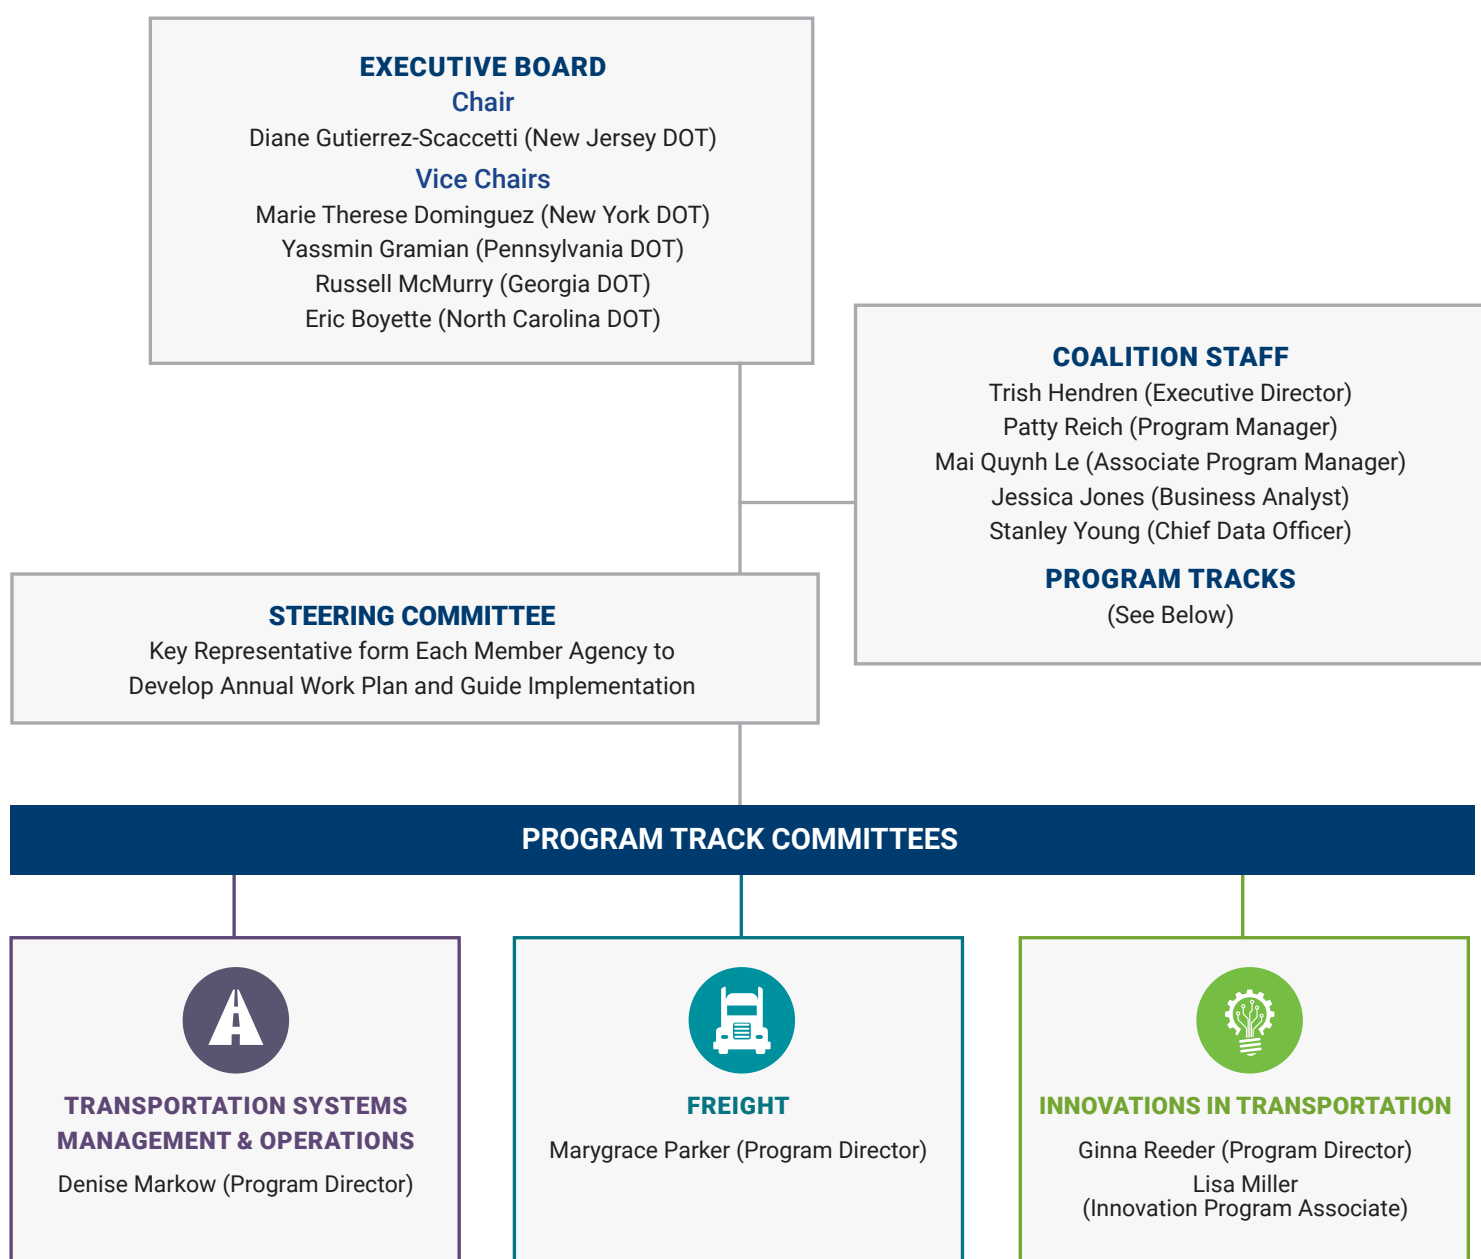 EXECUTIVE BOARD
Chair
Diane Gutierrez-Scaccetti (New Jersey DOT)
Vice Chairs
Marie Therese Dominguez (New York DOT)
Yassmin Gramian (Pennsylvania DOT)
Russell McMurry (Georgia DOT)
Eric Boyette (North Carolina DOT)
COALITION STAFF
Trish Hendren (Executive Director)
Patty Reich (Program Manager)
Mai Quynh Le (Associate Program Manager)
Jessica Jones (Business Analyst)
Stanley Young (Chief Data Officer)
PROGRAM TRACKS
(See Below)
STEERING COMMITTEE
Key Representative form Each Member Agency to
Develop Annual Work Plan and Guide Implementation
PROGRAM TRACK COMMITTEES
TRANSPORTATION SYSTEMS
MANAGEMENT & OPERATIONS
Denise Markow (Program Director)
FREIGHT
Marygrace Parker (Program Director)
INNOVATIONS IN TRANSPORTATION
Ginna Reeder (Program Director)
Lisa Miller
(Innovation Program Associate)